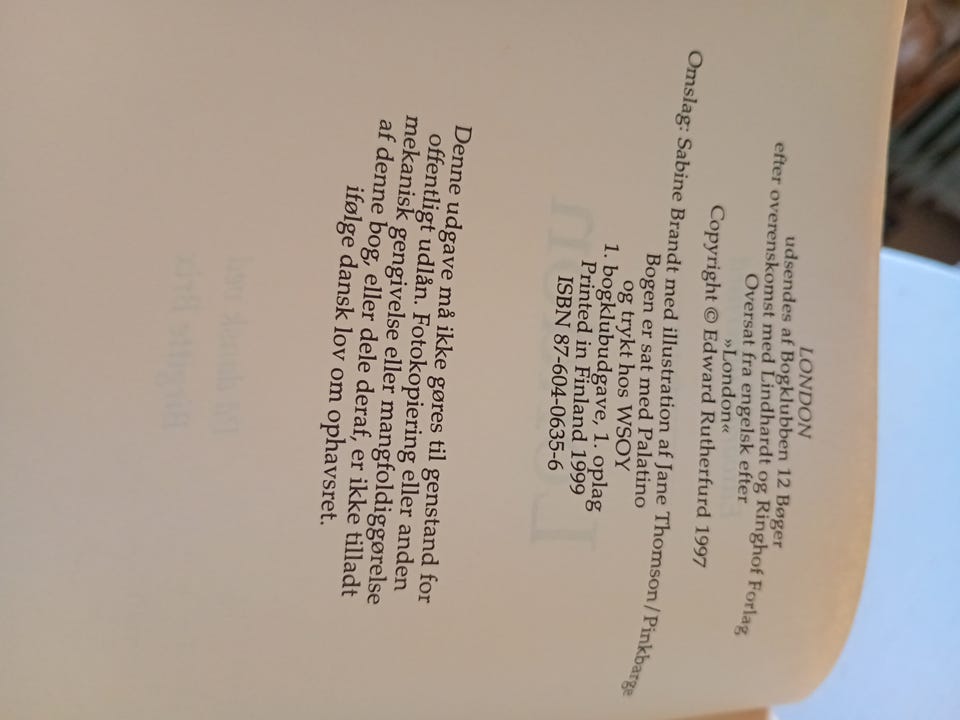 LONDON
udsendes af Bogklubben 12 Bøger
efter overenskomst med Lindhardt og Ringhof Forlag
Oversat fra engelsk efter
»London«
Copyright © Edward Rutherfurd 1997
Omslag: Sabine Brandt med illustration af Jane Thomson/Pinkbarge
Bogen er sat med Palatino
og trykt hos WSOY
1. bogklubudgave, 1. oplag
Printed in Finland 1999
ISBN 87-604-0635-6
Denne udgave må ikke gøres til genstand for
offentligt udlån. Fotokopiering eller anden
mekanisk gengivelse eller mangfoldiggørelse
af denne bog, eller dele deraf, er ikke tilladt
ifølge dansk lov om ophavsret.